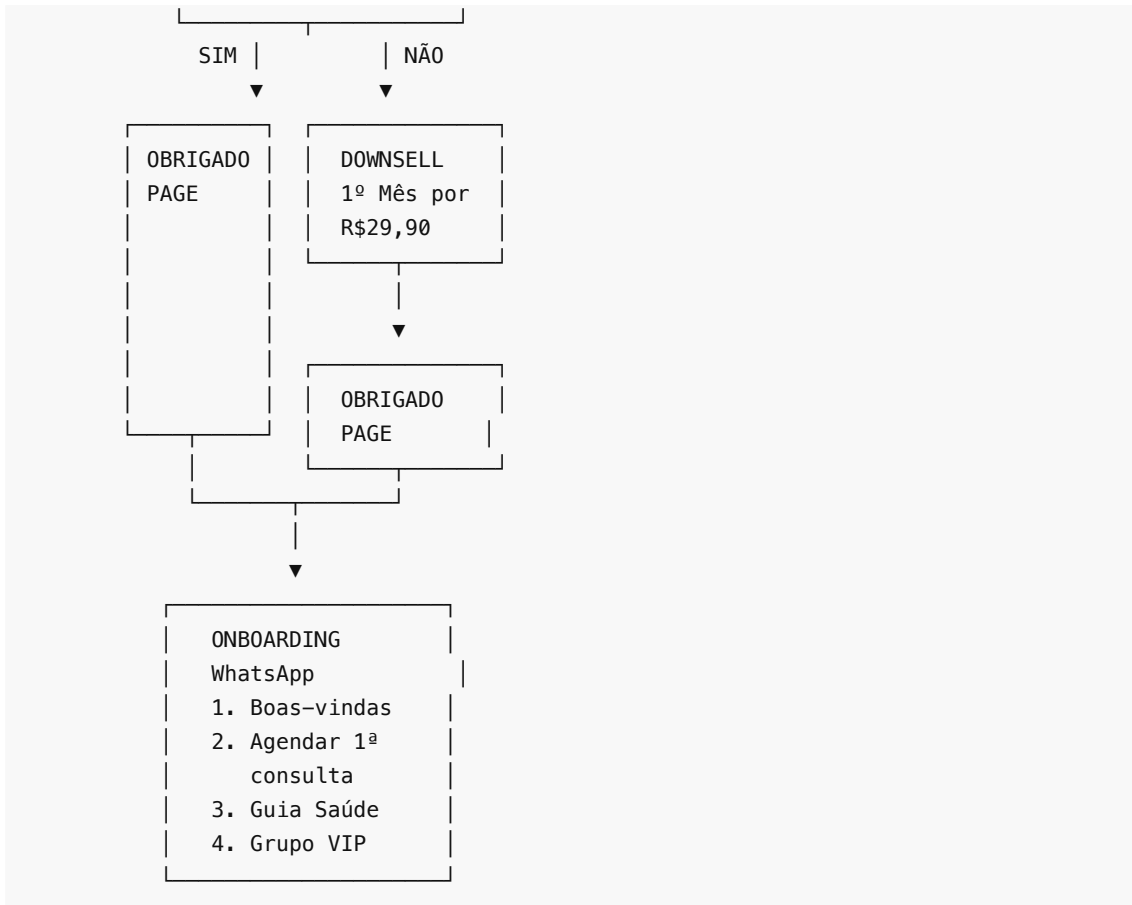 SIM NÃO
OBRIGADO DOWNSELL
PAGE 1º Mês por
R$29,90
OBRIGADO
PAGE
ONBOARDING
WhatsApp
1. Boas-vindas
2. Agendar 1ª
consulta
3. Guia Saúde
4. Grupo VIP